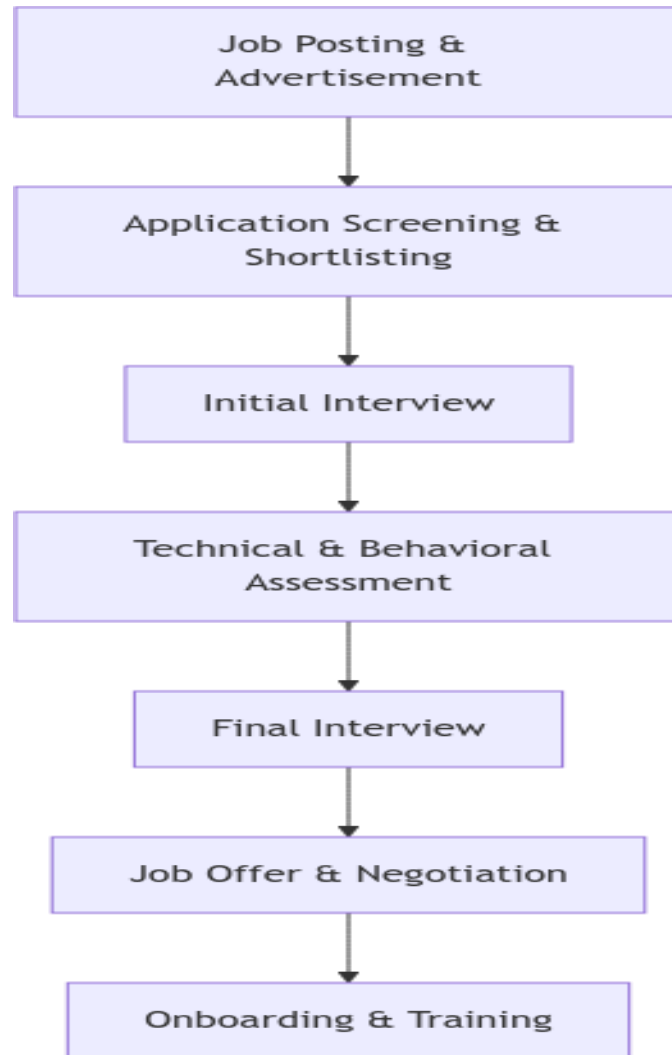 Job Posting &
Advertisement
Application Screening &
Shortlisting
Initial Interview
Technical & Behavioral
Assessment
Final Interview
Job Offer & Negotiation
Onboarding & Training